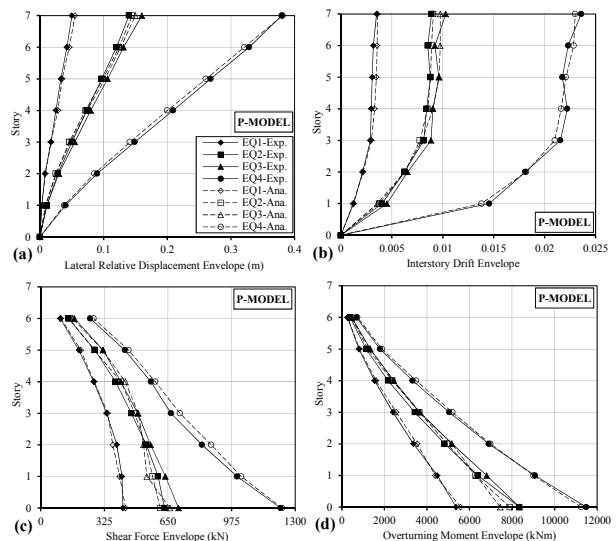 7
6
5
4
3
2
1
0
Story
P-MODEL
EQ1-Exp.
EQ2-Exp.
EQ3-Exp.
EQ4-Exp.
EQ1-Ana.
EQ2-Ana.
EQ3-Ana.
EQ4-Ana.
0 0.1 0.2 0.3 0.4
(a) Lateral Relative Displacement Envelope (m)
7
6
5
4
3
2
1
0
Story
P-MODEL
0 0.005 0.01 0.015 0.02 0.025
(b) Interstory Drift Envelope
7
6
5
4
3
2
1
0
Story
P-MODEL
0 325 650 975 1300
(c) Shear Force Envelope (kN)
7
6
5
4
3
2
1
0
Story
P-MODEL
0 2000 4000 6000 8000 10000 12000
(d) Overturning Moment Envelope (kNm)